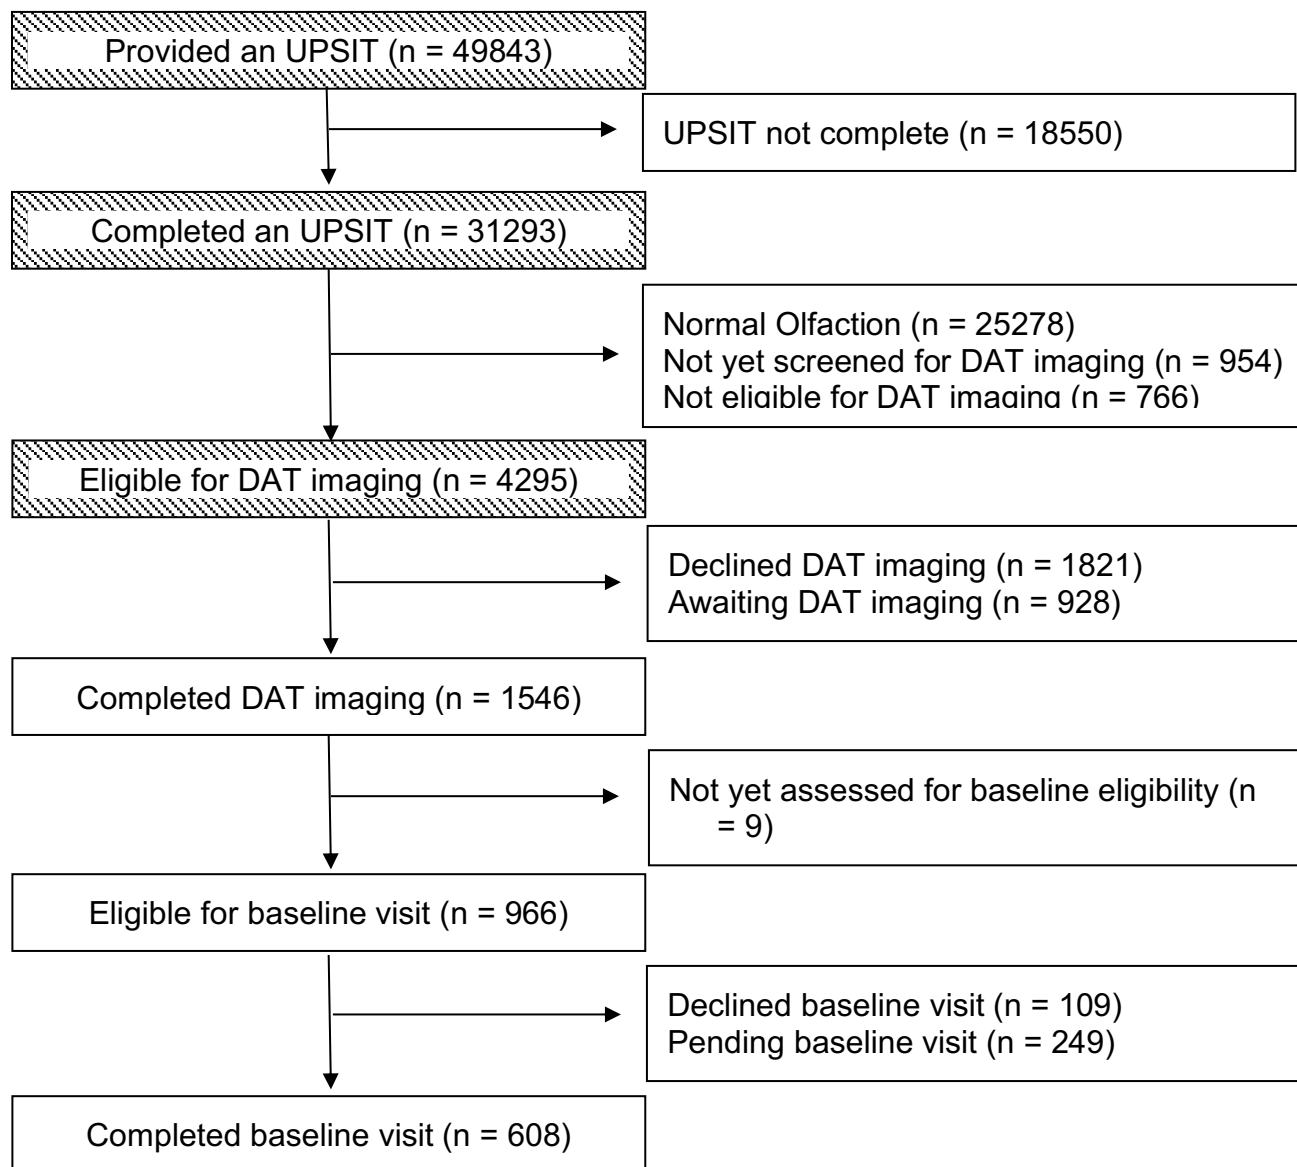 Provided an UPSIT (n = 49843)
UPSIT not complete (n = 18550)
Completed an UPSIT (n = 31293)
Normal Olfaction (n = 25278)
Not yet screened for DAT imaging (n = 954)
Not eligible for DAT imaging (n = 766)
Eligible for DAT imaging (n = 4295)
Declined DAT imaging (n = 1821)
Awaiting DAT imaging (n = 928)
Completed DAT imaging (n = 1546)
Not yet assessed for baseline eligibility (n
= 9)
Eligible for baseline visit (n = 966)
Declined baseline visit (n = 109)
Pending baseline visit (n = 249)
Completed baseline visit (n = 608)